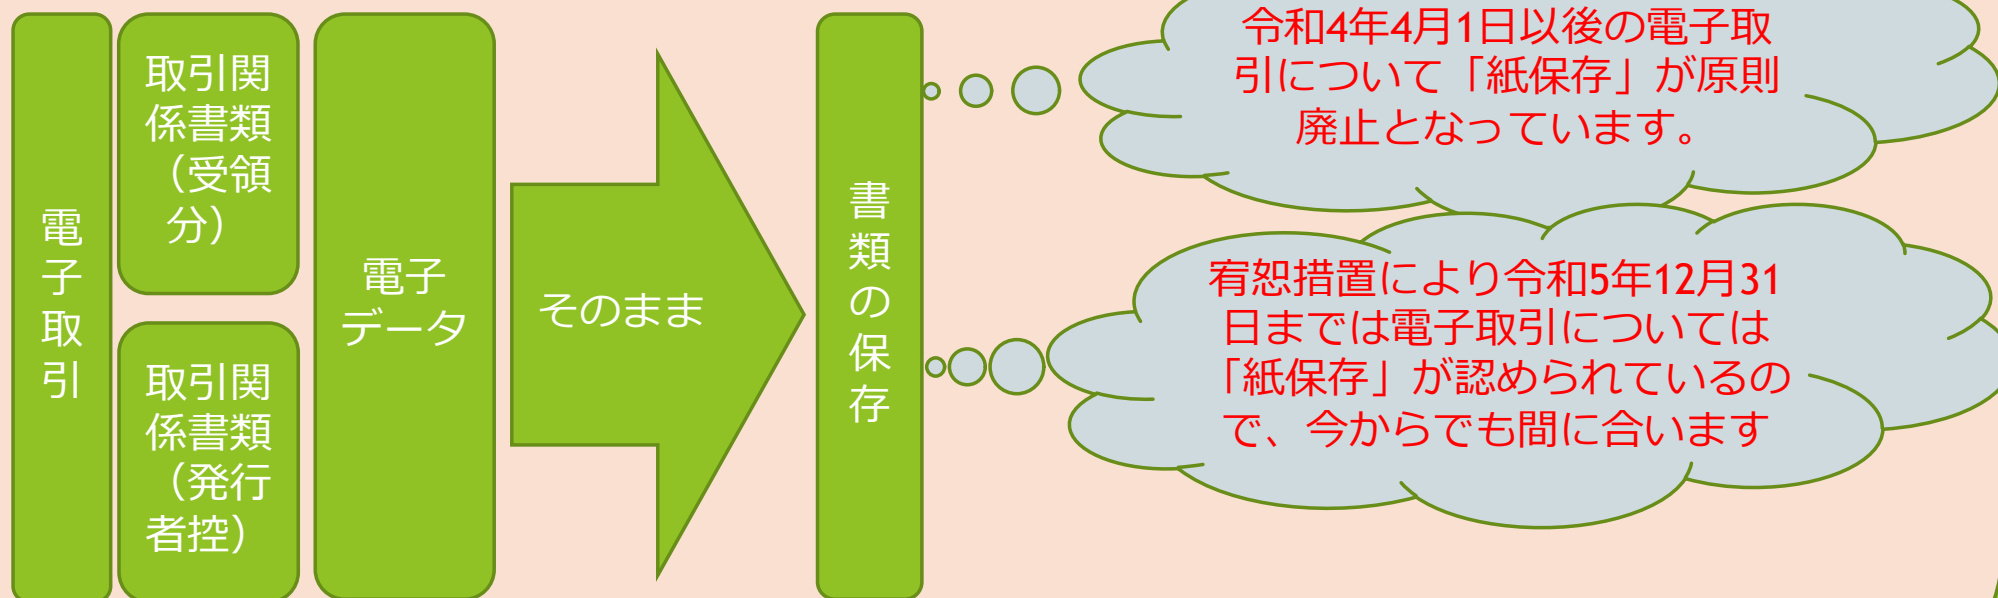 電
子
取
引
取引関
係書類
（受領
分）
取引関
係書類
（発行
者控）
電子
データ
そのまま
書
類
の
保
存
令和4年4月1日以後の電子取
引について「紙保存」が原則
廃止となっています。
宥恕措置により令和5年12月31
日までは電子取引については
「紙保存」が認められているの
で、今からでも間に合います